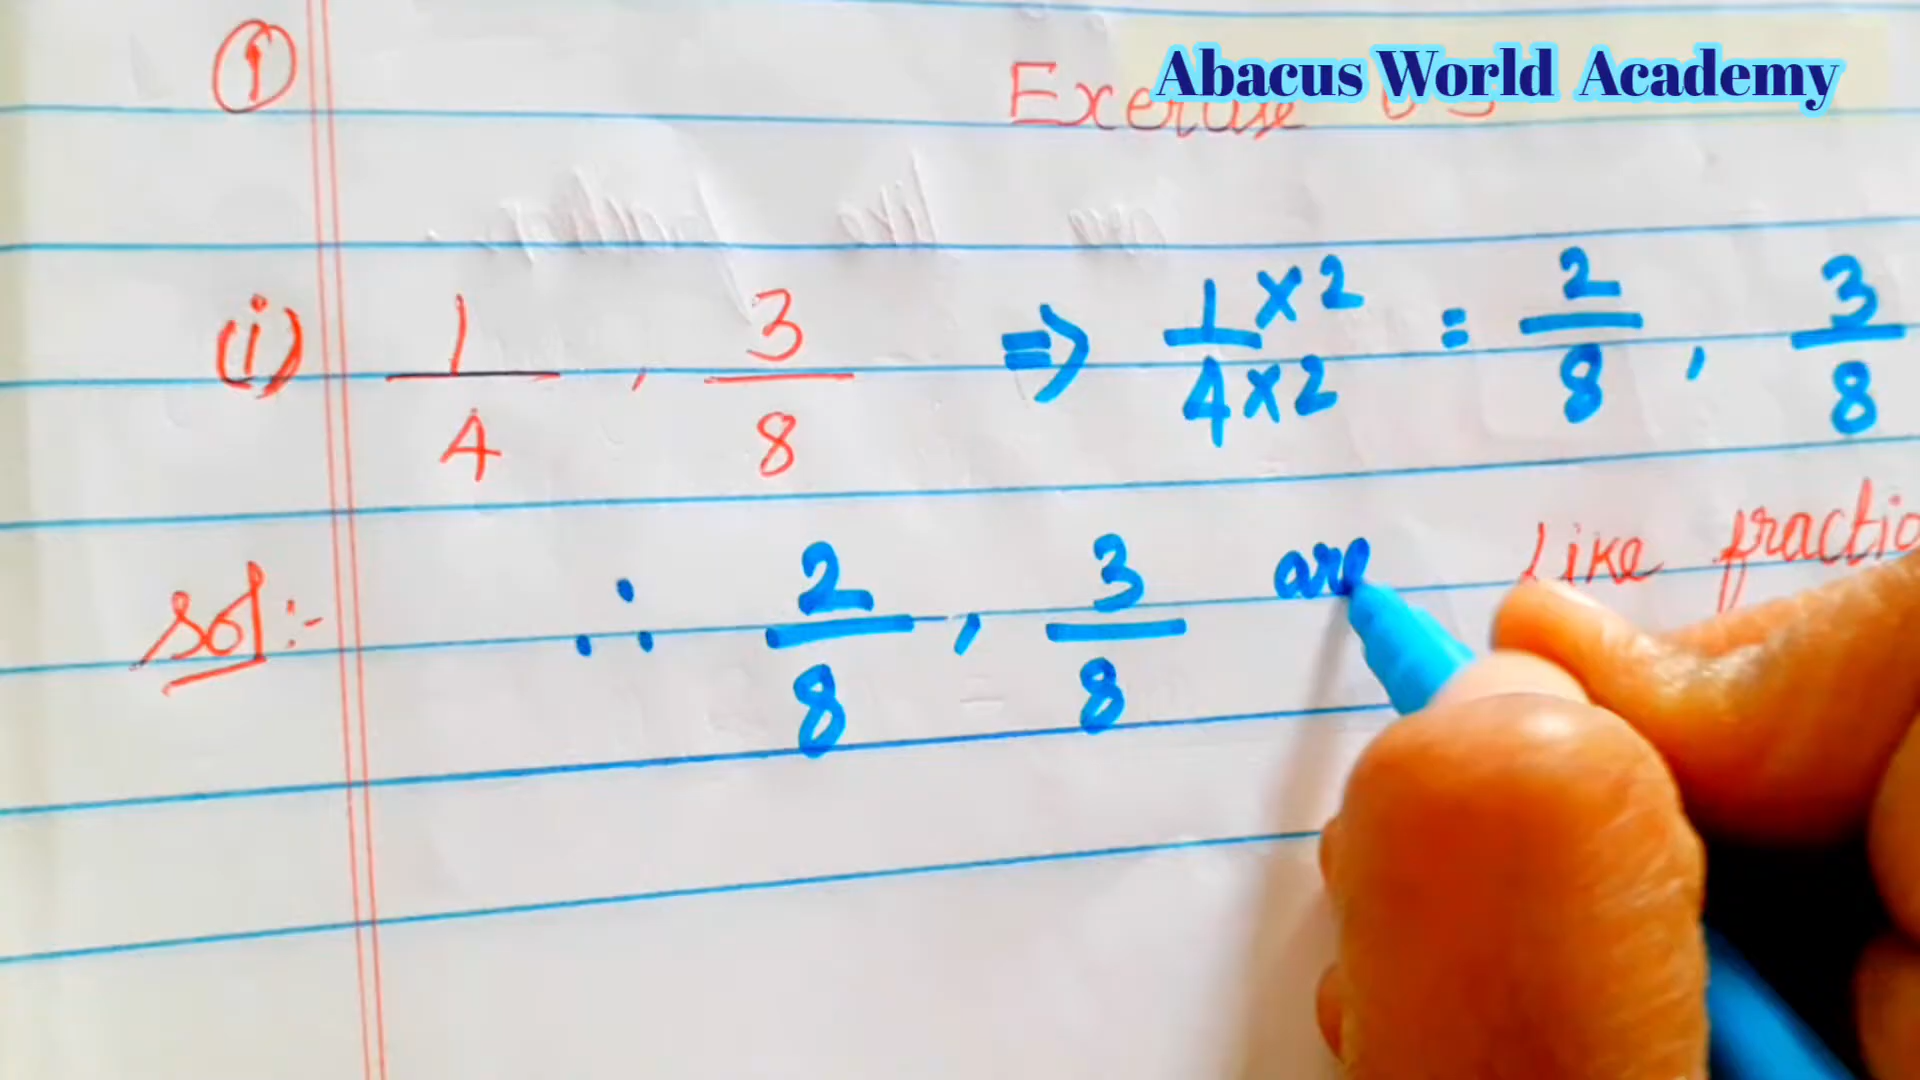 Abacus World Academy
① Exercise
(i) 1/4 , 3/8 ⇒ 1×2/4×2 = 2/8 , 3/8
Sol:- ∴ 2/8 , 3/8 are Like fractio